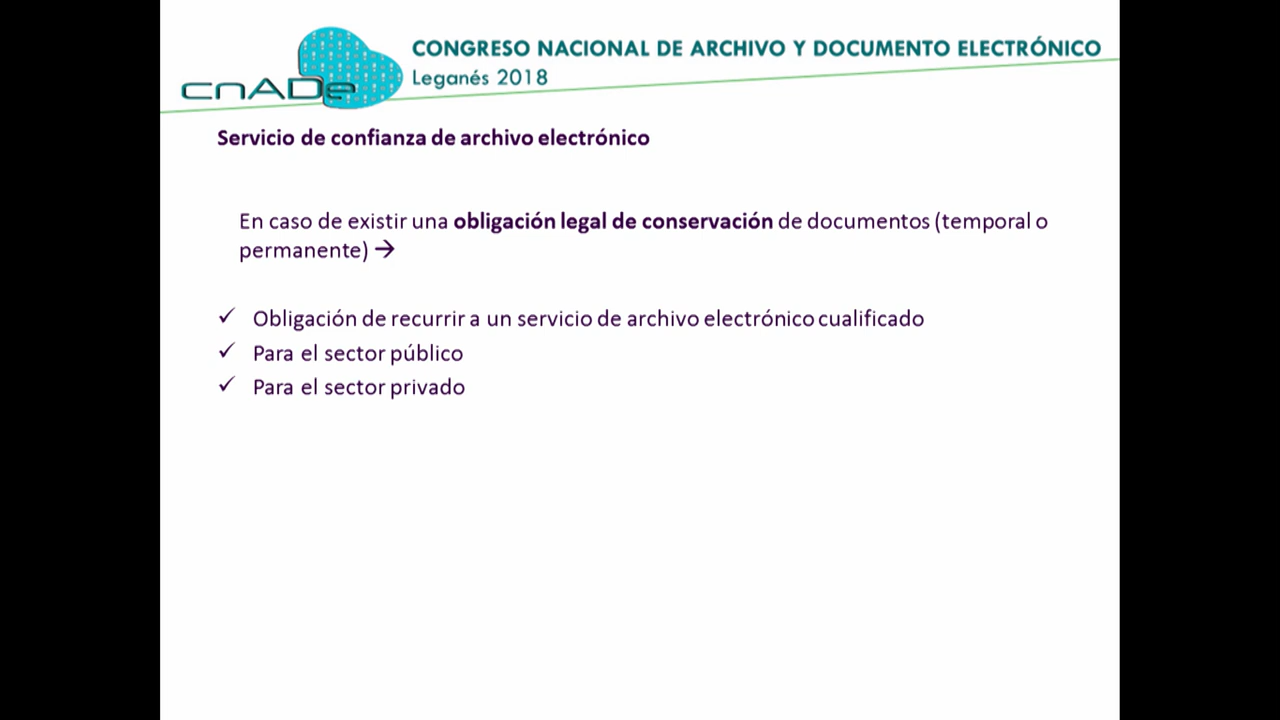 cnADe
CONGRESO NACIONAL DE ARCHIVO Y DOCUMENTO ELECTRÓNICO
Leganés 2018
Servicio de confianza de archivo electrónico
En caso de existir una obligación legal de conservación de documentos (temporal o
permanente) →
✓ Obligación de recurrir a un servicio de archivo electrónico cualificado
✓ Para el sector público
✓ Para el sector privado